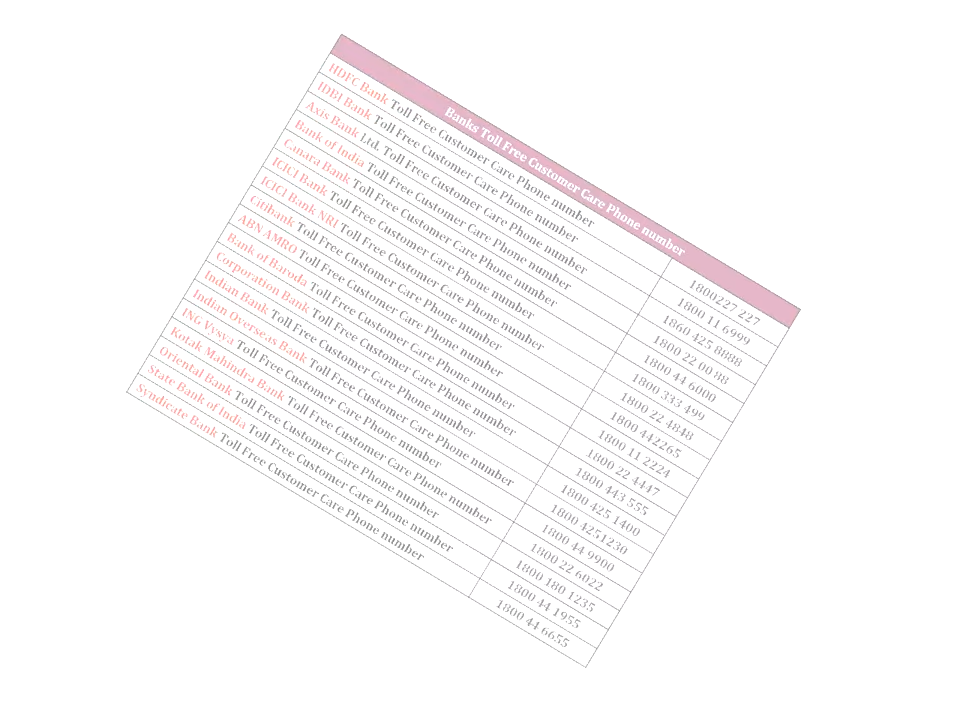 Banks Toll Free Customer Care Phone number
HDFC Bank Toll Free Customer Care Phone number 1800227 227
IDBI Bank Toll Free Customer Care Phone number 1800 11 6999
Axis Bank Ltd. Toll Free Customer Care Phone number 1860 425 8888
Bank of India Toll Free Customer Care Phone number 1800 22 00 88
Canara Bank Toll Free Customer Care Phone number 1800 44 6000
ICICI Bank Toll Free Customer Care Phone number 1800 333 499
ICICI Bank NRI Toll Free Customer Care Phone number 1800 22 4848
Citibank Toll Free Customer Care Phone number 1800 442265
ABN AMRO Toll Free Customer Care Phone number 1800 11 2224
Bank of Baroda Toll Free Customer Care Phone number 1800 22 4447
Corporation Bank Toll Free Customer Care Phone number 1800 443 555
Indian Bank Toll Free Customer Care Phone number 1800 425 1400
Indian Overseas Bank Toll Free Customer Care Phone number 1800 4251230
ING Vysya Toll Free Customer Care Phone number 1800 44 9900
Kotak Mahindra Bank Toll Free Customer Care Phone number 1800 22 6022
Oriental Bank Toll Free Customer Care Phone number 1800 180 1235
State Bank of India Toll Free Customer Care Phone number 1800 44 1955
Syndicate Bank Toll Free Customer Care Phone number 1800 44 6655